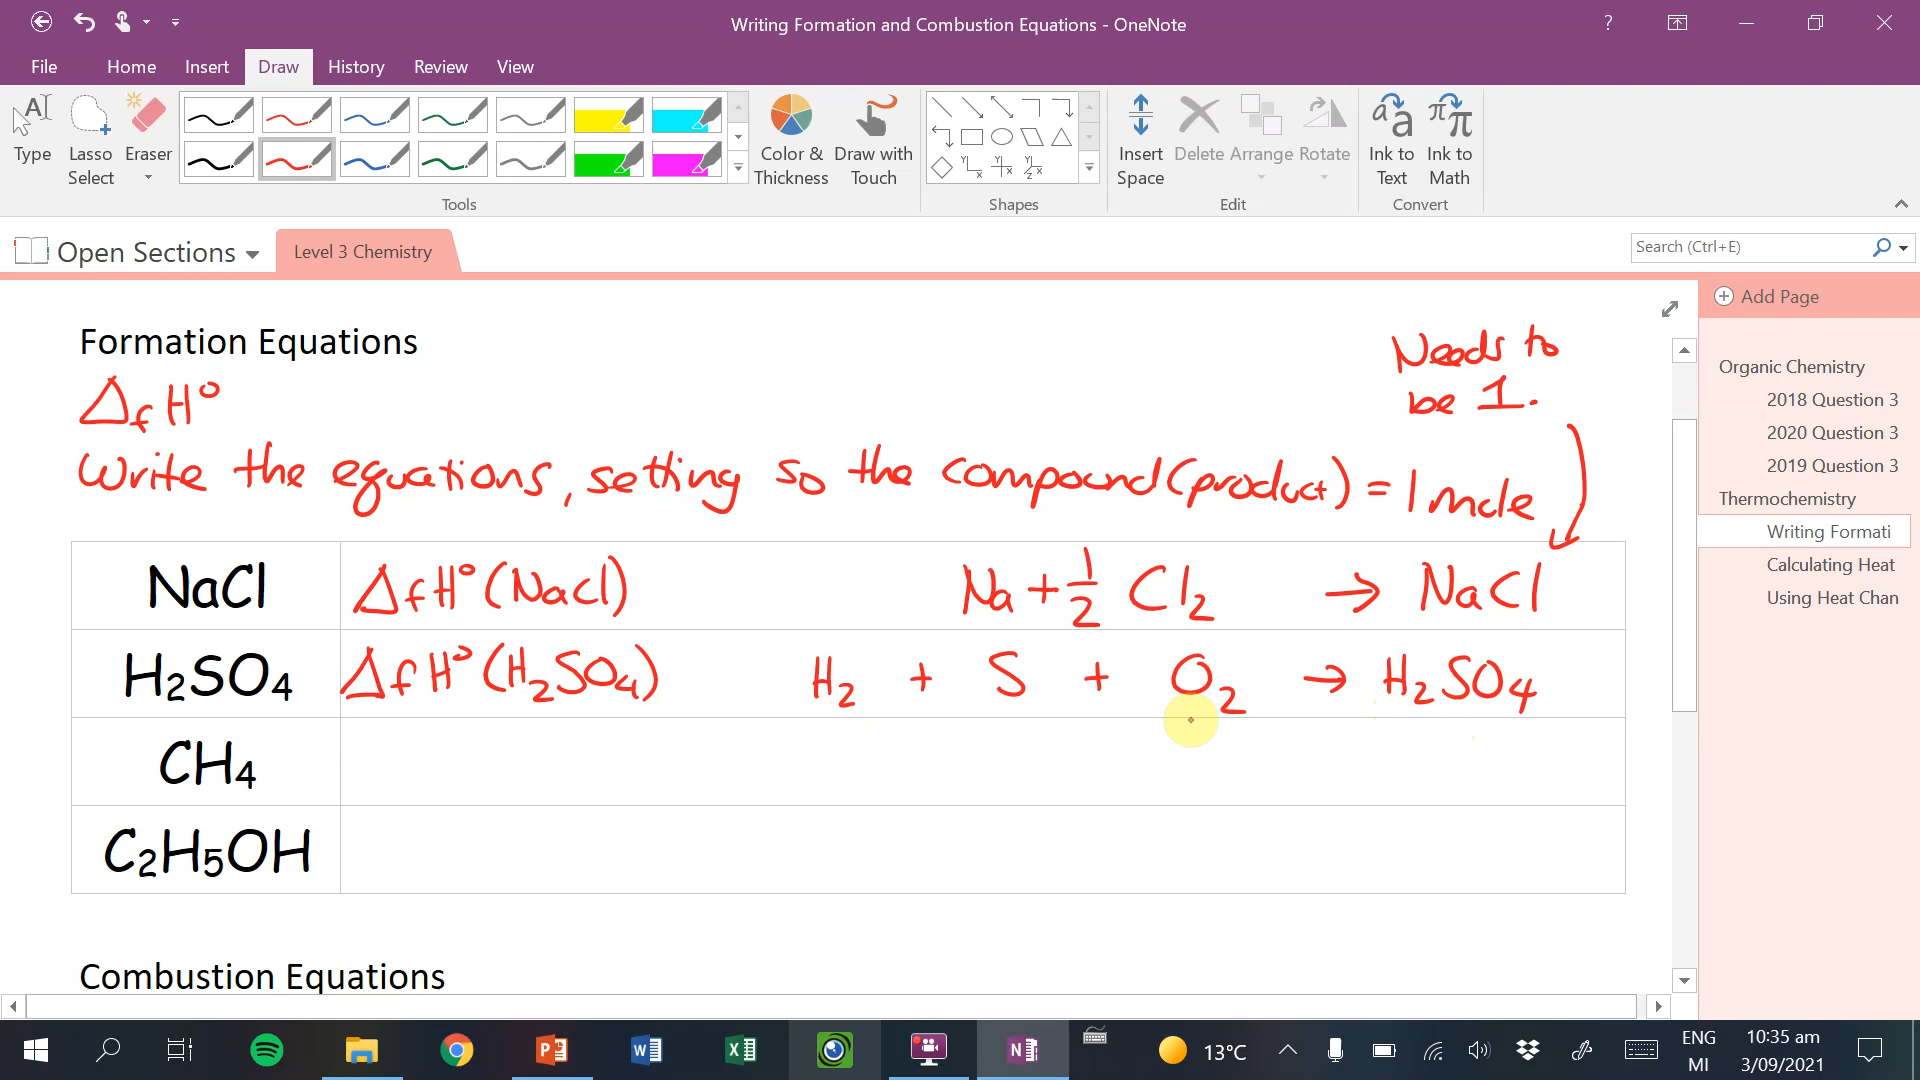 Writing Formation and Combustion Equations - OneNote
?
File Home Insert Draw History Review View
Type
Lasso Select
Eraser
Color & Thickness
Draw with Touch
Insert Space
Delete
Arrange
Rotate
Ink to Text
Ink to Math
Tools
Shapes
Edit
Convert
Open Sections
Level 3 Chemistry
Search (Ctrl+E)
Add Page
Organic Chemistry
2018 Question 3
2020 Question 3
2019 Question 3
Thermochemistry
Writing Formati
Calculating Heat
Using Heat Chan
Formation Equations
Needs to
be 1.
ΔfH°
Write the equations, setting so the compound (product) = 1 mole
NaCl ΔfH° (NaCl) Na + 1/2 Cl₂ → NaCl
H₂SO₄ ΔfH° (H₂SO₄) H₂ + S + O₂ → H₂SO₄
CH₄
C₂H₅OH
Combustion Equations
13°C
ENG
MI
10:35 am
3/09/2021